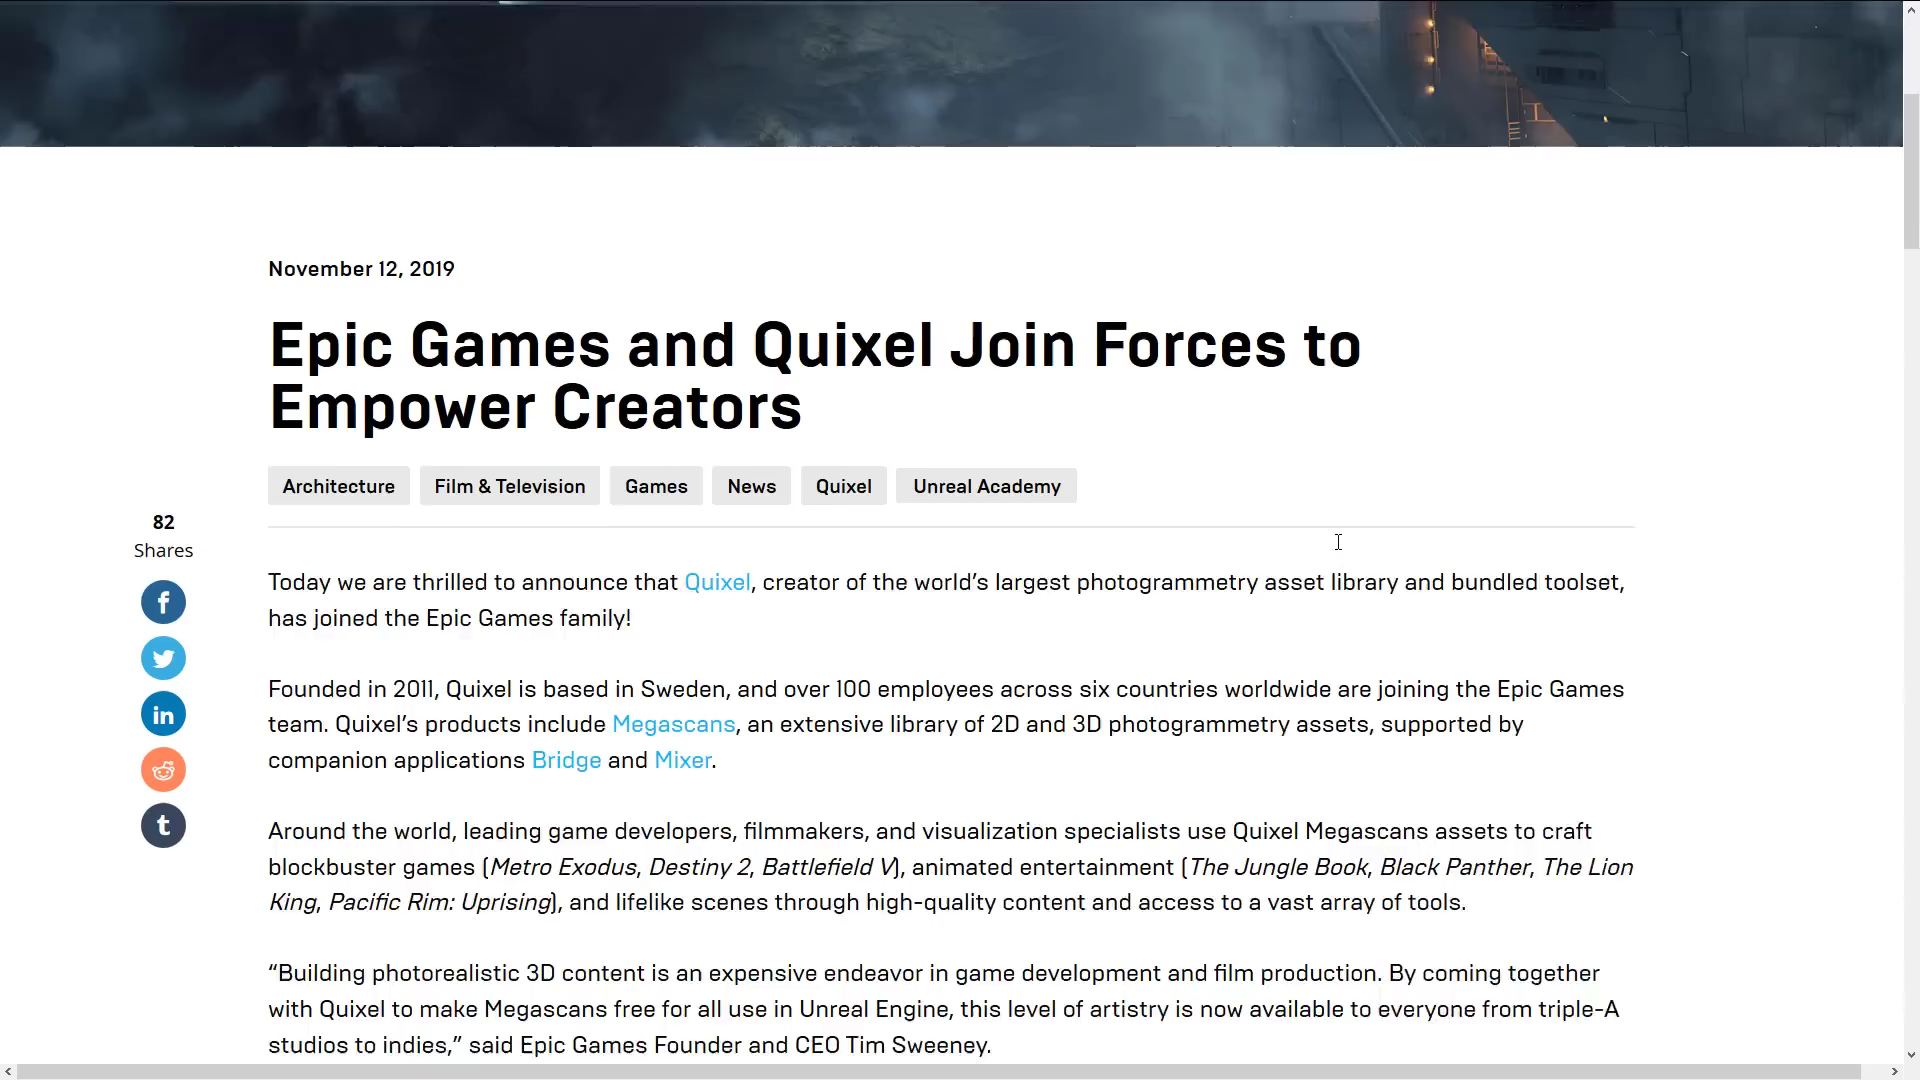 November 12, 2019
Epic Games and Quixel Join Forces to
Empower Creators
Architecture
Film & Television
Games
News
Quixel
Unreal Academy
82
Shares
Today we are thrilled to announce that Quixel, creator of the world’s largest photogrammetry asset library and bundled toolset,
has joined the Epic Games family!
Founded in 2011, Quixel is based in Sweden, and over 100 employees across six countries worldwide are joining the Epic Games
team. Quixel’s products include Megascans, an extensive library of 2D and 3D photogrammetry assets, supported by
companion applications Bridge and Mixer.
Around the world, leading game developers, filmmakers, and visualization specialists use Quixel Megascans assets to craft
blockbuster games (Metro Exodus, Destiny 2, Battlefield V), animated entertainment (The Jungle Book, Black Panther, The Lion
King, Pacific Rim: Uprising), and lifelike scenes through high-quality content and access to a vast array of tools.
“Building photorealistic 3D content is an expensive endeavor in game development and film production. By coming together
with Quixel to make Megascans free for all use in Unreal Engine, this level of artistry is now available to everyone from triple-A
studios to indies,” said Epic Games Founder and CEO Tim Sweeney.